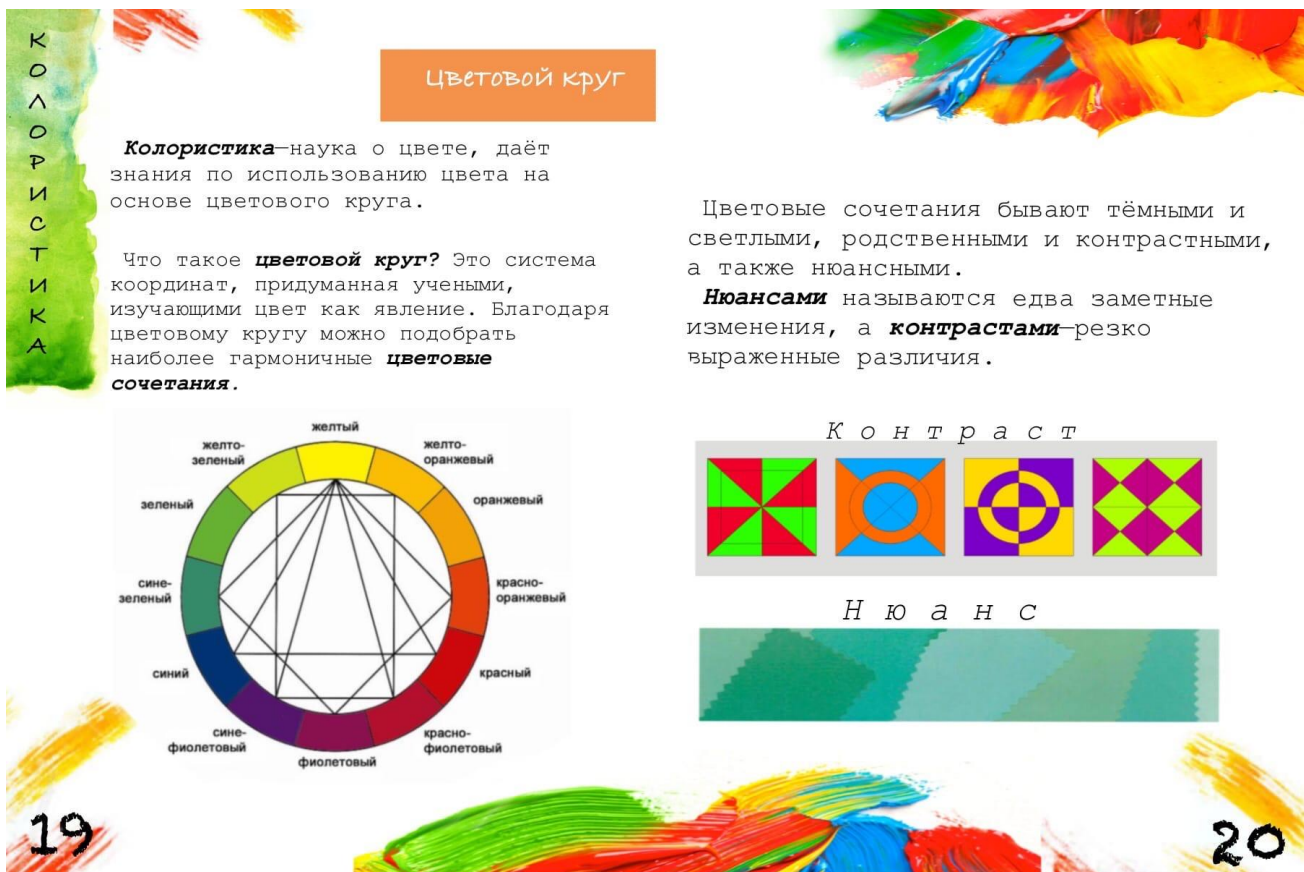 КОЛОРИСТИКА
Цветовой круг
Колористика—наука о цвете, даёт
знания по использованию цвета на
основе цветового круга.
Что такое цветовой круг? Это система
координат, придуманная учеными,
изучающими цвет как явление. Благодаря
цветовому кругу можно подобрать
наиболее гармоничные цветовые
сочетания.
желтый
желто-
зеленый
желто-
оранжевый
зеленый
оранжевый
сине-
зеленый
красно-
оранжевый
синий
красный
сине-
фиолетовый
красно-
фиолетовый
фиолетовый
19
Цветовые сочетания бывают тёмными и
светлыми, родственными и контрастными,
а также нюансными.
Нюансами называются едва заметные
изменения, а контрастами—резко
выраженные различия.
Контраст
Нюанс
20